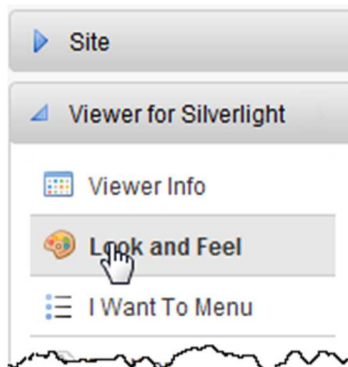 Site
Viewer for Silverlight
Viewer Info
Look and Feel
I Want To Menu